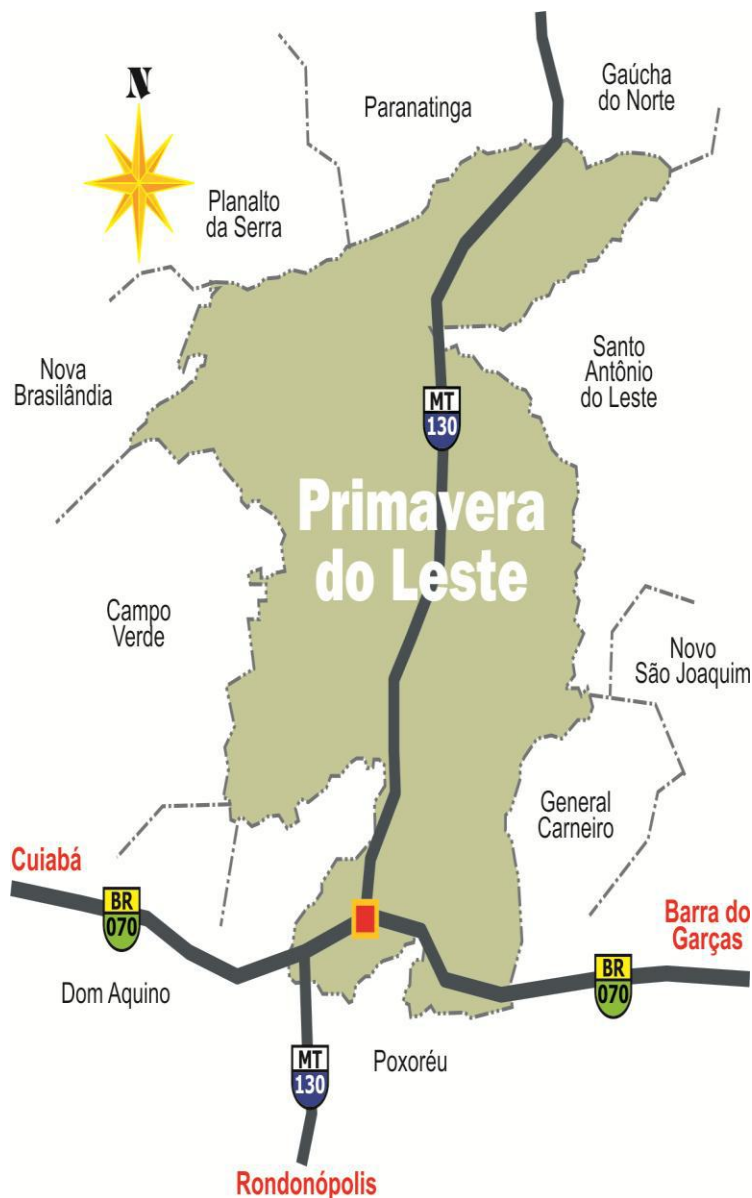 N
Gaúcha
do Norte
Paranatinga
Planalto
da Serra
Nova
Brasilândia
Santo
Antônio
do Leste
MT
130
Primavera
do Leste
Campo
Verde
Novo
São Joaquim
General
Carneiro
Cuiabá
BR
070
Barra do
Garças
BR
070
Dom Aquino
MT
130
Poxoréu
Rondonópolis